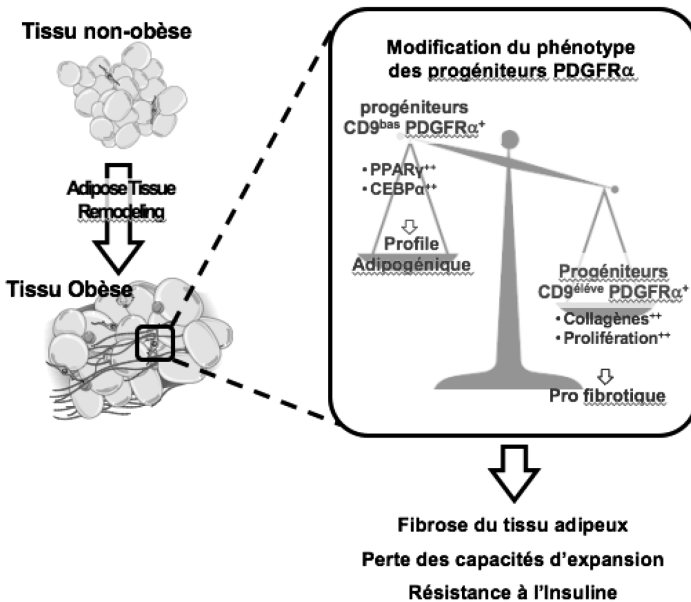 Tissu non-obèse
Adipose Tissue
Remodeling
Tissu Obèse
Modification du phénotype
des progéniteurs PDGFRα
progéniteurs
CD9bas PDGFRα+
• PPARγ++
• CEBPα++
Profile
Adipogénique
Progéniteurs
CD9éléve PDGFRα+
• Collagènes++
• Prolifération++
Pro fibrotique
Fibrose du tissu adipeux
Perte des capacités d'expansion
Résistance à l'Insuline